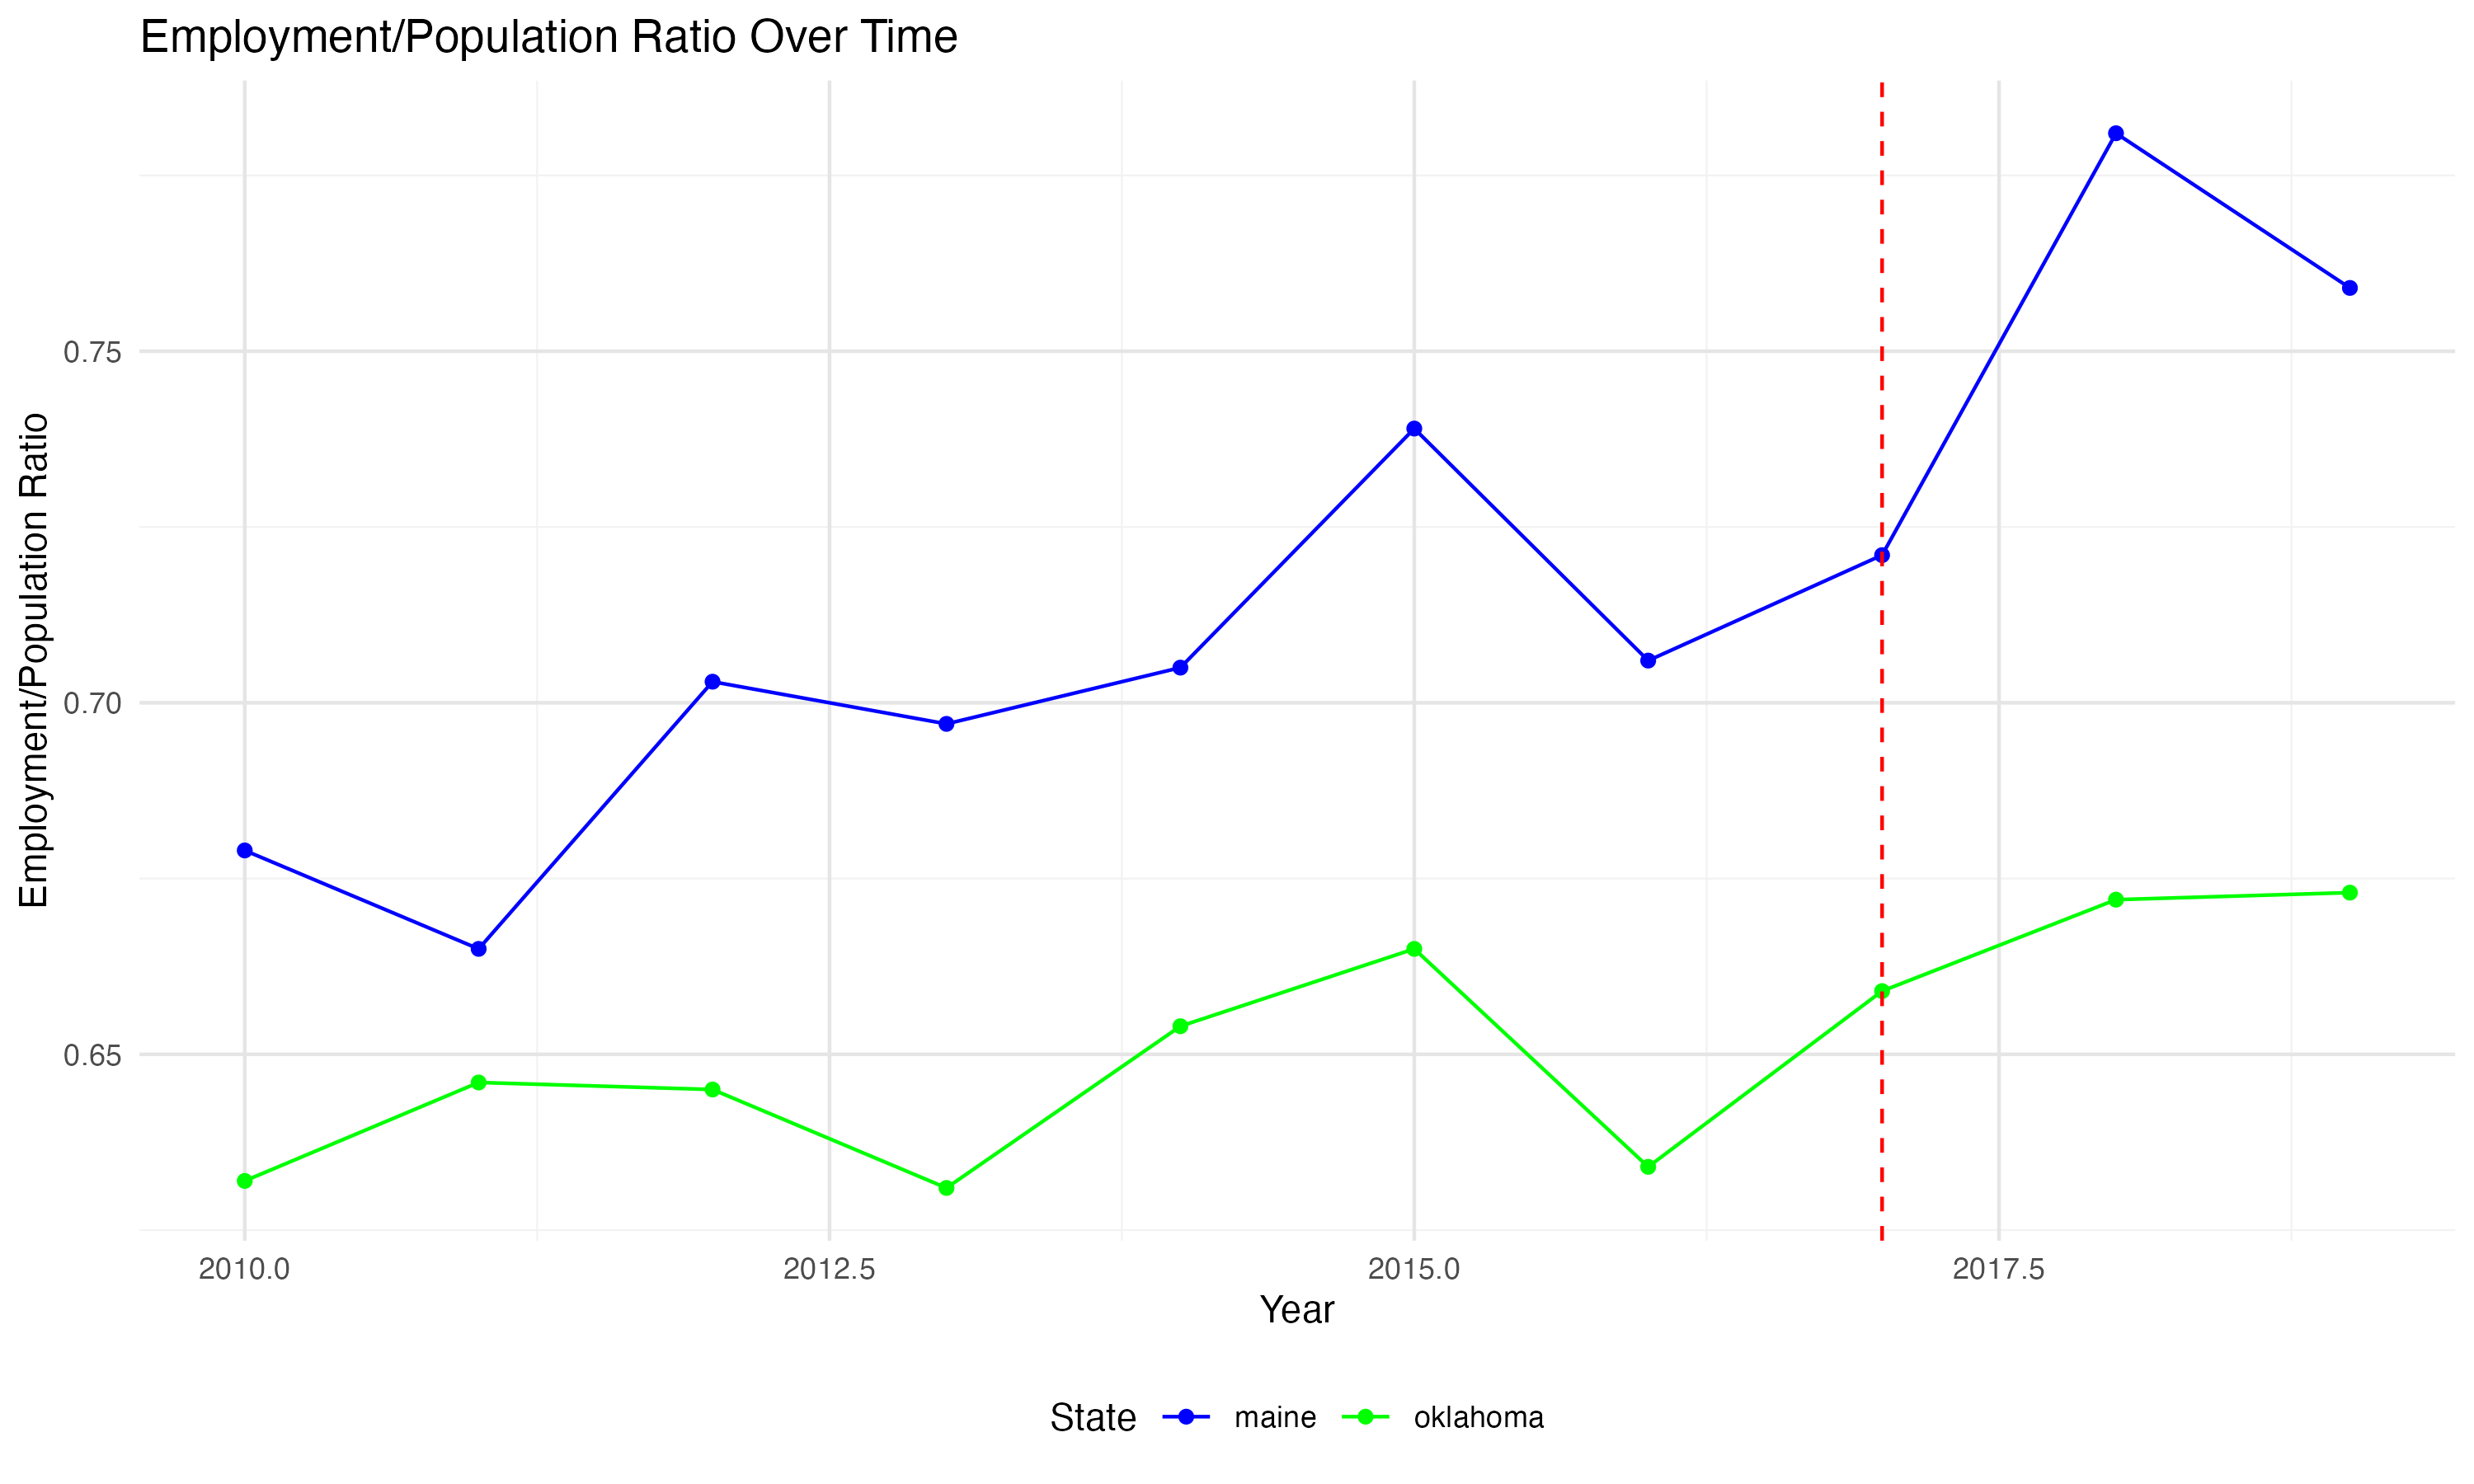 Employment/Population Ratio Over Time
Employment/Population Ratio
0.75
0.70
0.65
2010.0 2012.5 2015.0 2017.5
Year
State maine oklahoma